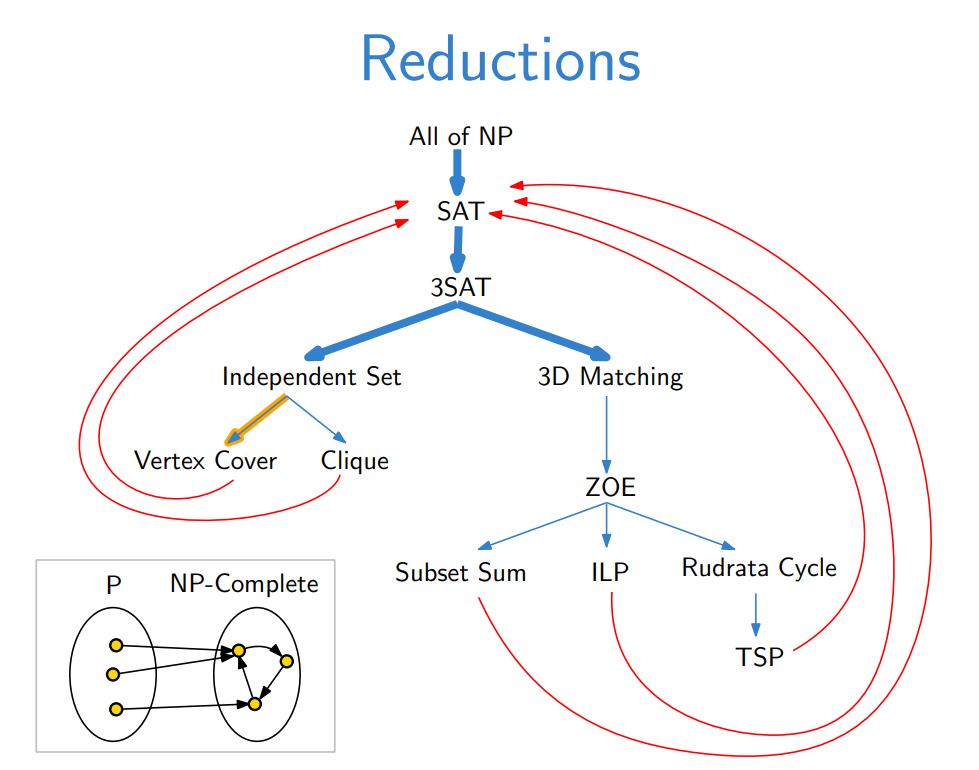 Reductions
All of NP
SAT
3SAT
Independent Set
3D Matching
Vertex Cover
Clique
ZOE
Subset Sum
ILP
Rudrata Cycle
TSP
P
NP-Complete